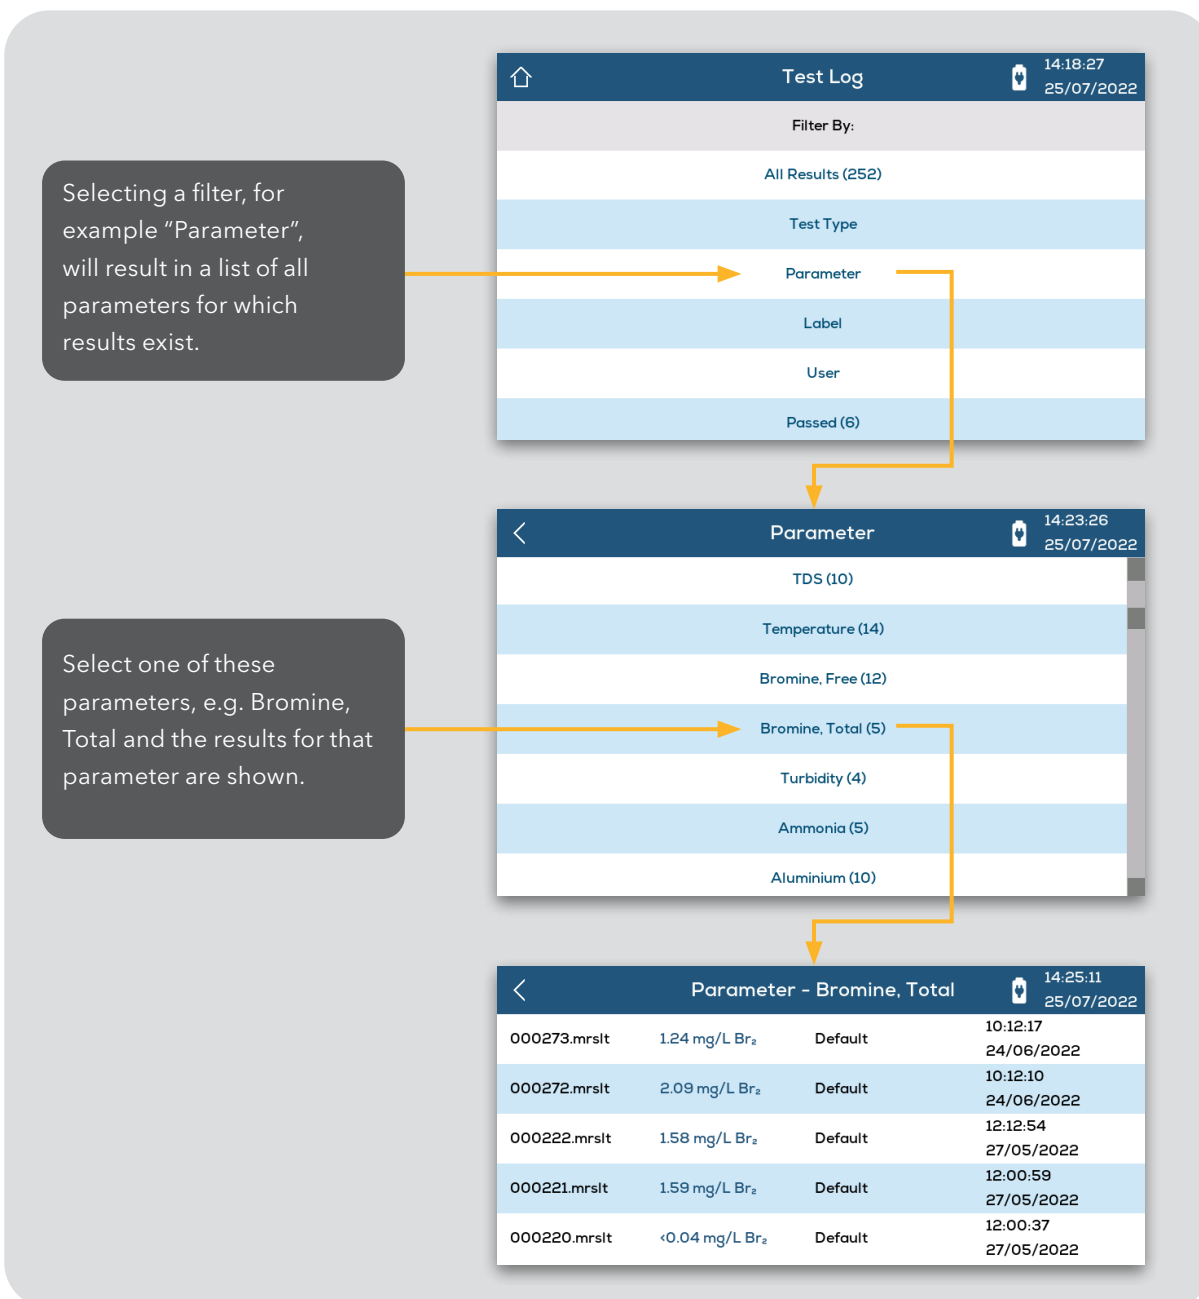 Test Log
14:18:27
25/07/2022
Filter By:
All Results (252)
Test Type
Parameter
Label
User
Passed (6)
Selecting a filter, for
example “Parameter”,
will result in a list of all
parameters for which
results exist.
Parameter
14:23:26
25/07/2022
TDS (10)
Temperature (14)
Bromine, Free (12)
Bromine, Total (5)
Turbidity (4)
Ammonia (5)
Aluminium (10)
Select one of these
parameters, e.g. Bromine,
Total and the results for that
parameter are shown.
Parameter - Bromine, Total
14:25:11
25/07/2022
000273.mrslt 1.24 mg/L Br₂ Default 10:12:17
24/06/2022
000272.mrslt 2.09 mg/L Br₂ Default 10:12:10
24/06/2022
000222.mrslt 1.58 mg/L Br₂ Default 12:12:54
27/05/2022
000221.mrslt 1.59 mg/L Br₂ Default 12:00:59
27/05/2022
000220.mrslt <0.04 mg/L Br₂ Default 12:00:37
27/05/2022